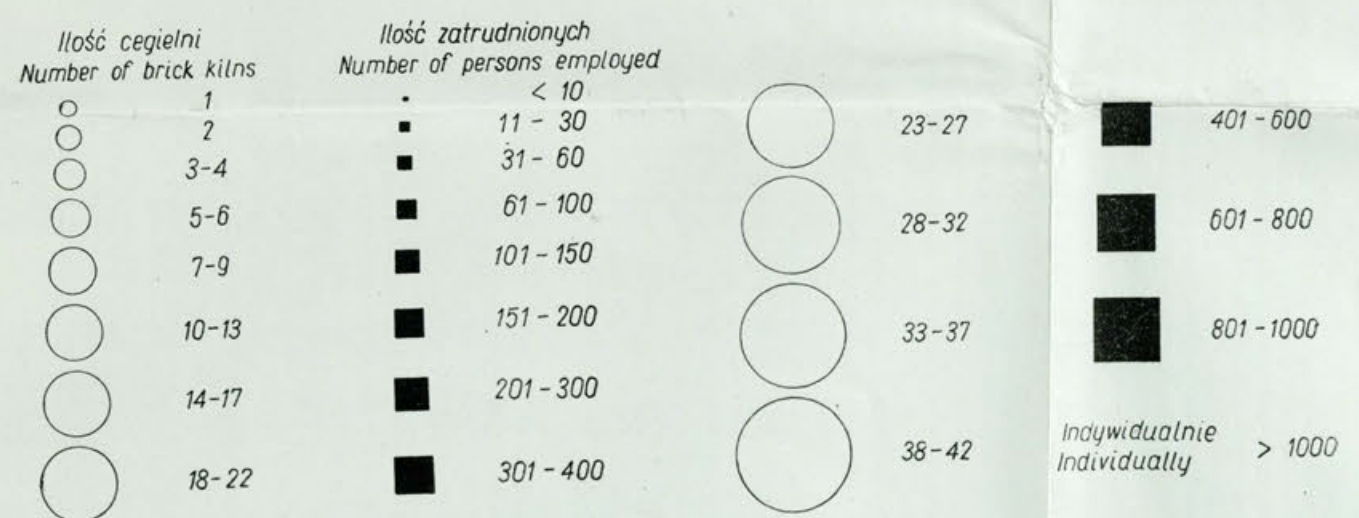 Ilość cegielni
Number of brick kilns
1
2
3-4
5-6
7-9
10-13
14-17
18-22
Ilość zatrudnionych
Number of persons employed
< 10
11 - 30
31 - 60
61 - 100
101 - 150
151 - 200
201 - 300
301 - 400
23-27
28-32
33-37
38-42
401 - 600
601 - 800
801 - 1000
Indywidualnie
Individually
> 1000